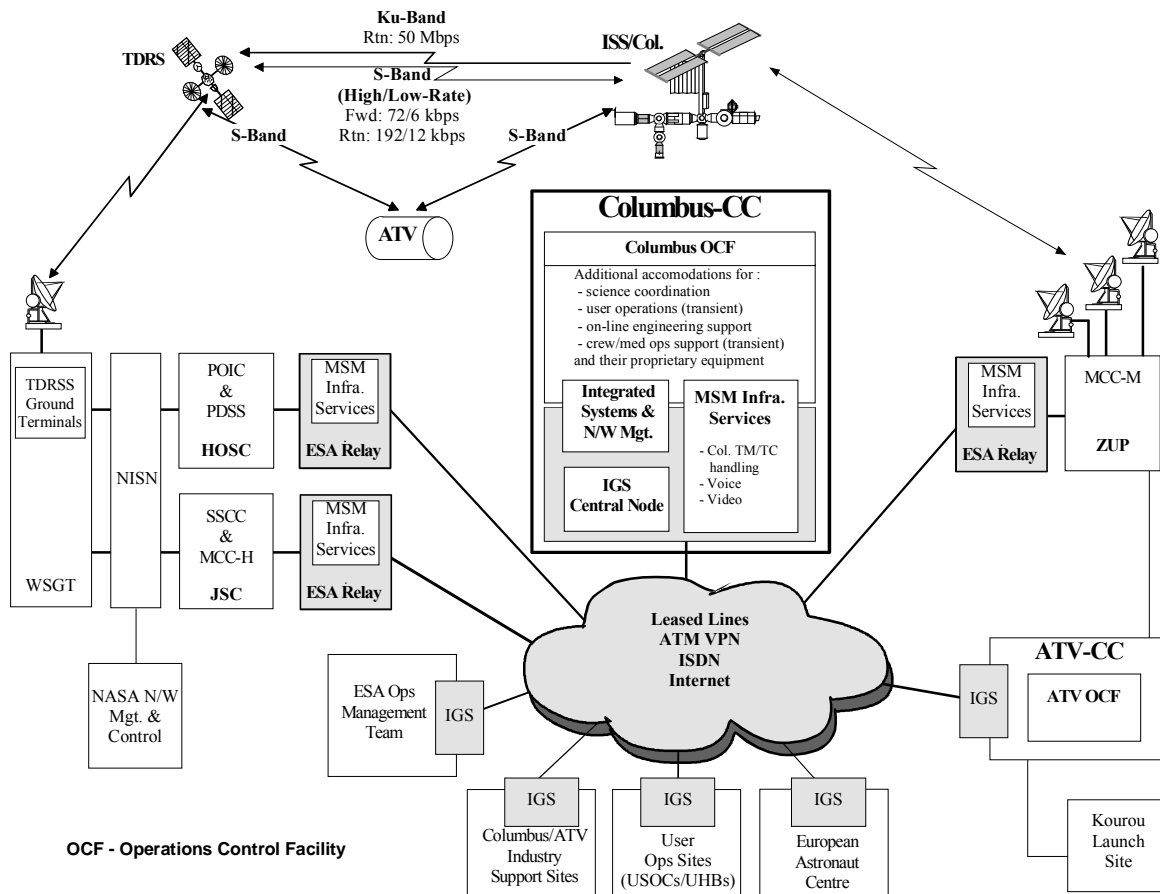 Ku-Band
Rtn: 50 Mbps
TDRS
ISS/Col.
S-Band
(High/Low-Rate)
Fwd: 72/6 kbps
Rtn: 192/12 kbps
S-Band
S-Band
ATV
Columbus-CC
Columbus OCF
Additional accomodations for :
- science coordination
- user operations (transient)
- on-line engineering support
- crew/med ops support (transient)
and their proprietary equipment
Integrated
Systems &
N/W Mgt.
IGS
Central Node
MSM Infra.
Services
- Col. TM/TC
handling
- Voice
- Video
TDRSS
Ground
Terminals
WSGT
NISN
POIC
&
PDSS
HOSC
MSM
Infra.
Services
ESA Relay
SSCC
&
MCC-H
JSC
MSM
Infra.
Services
ESA Relay
MSM
Infra.
Services
ESA Relay
MCC-M
ZUP
NASA N/W
Mgt. &
Control
Leased Lines
ATM VPN
ISDN
Internet
ESA Ops
Management
Team
IGS
IGS
ATV-CC
ATV OCF
IGS
Columbus/ATV
Industry
Support Sites
IGS
User
Ops Sites
(USOCs/UHBs)
IGS
European
Astronaut
Centre
Kourou
Launch
Site
OCF - Operations Control Facility